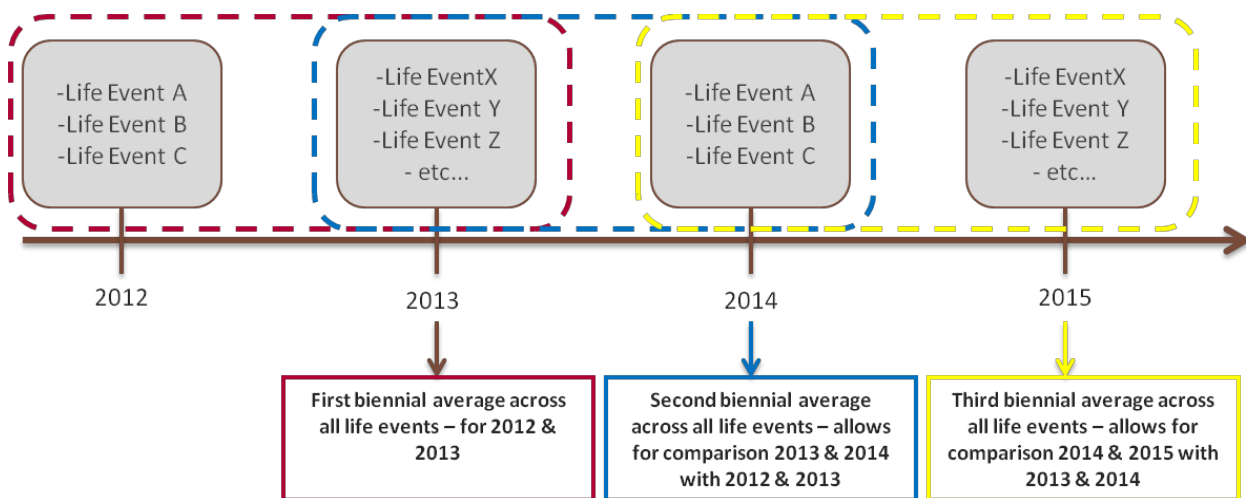 -Life Event A
-Life Event B
-Life Event C
-Life EventX
-Life Event Y
-Life Event Z
- etc...
-Life Event A
-Life Event B
-Life Event C
-Life EventX
-Life Event Y
-Life Event Z
- etc...
2012
2013
2014
2015
First biennial average across
all life events – for 2012 &
2013
Second biennial average
across all life events – allows
for comparison 2013 & 2014
with 2012 & 2013
Third biennial average across
all life events – allows for
comparison 2014 & 2015 with
2013 & 2014